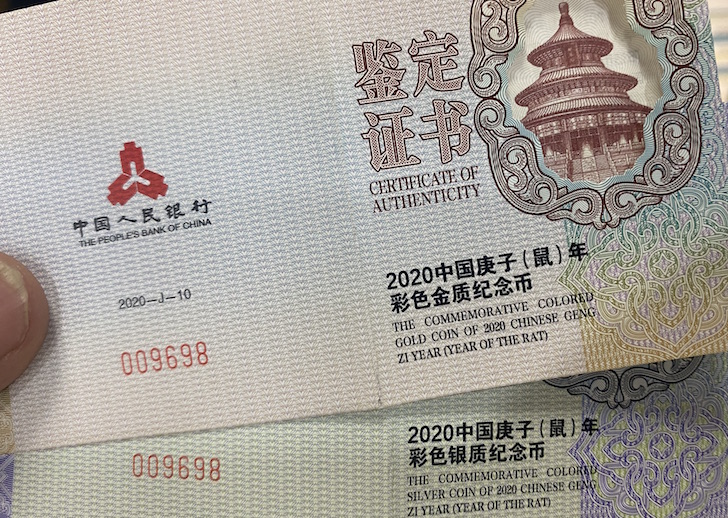 鉴定
证书
CERTIFICATE OF
AUTHENTICITY
中国人民银行
THE PEOPLE'S BANK OF CHINA
2020-J-10
009698
2020中国庚子(鼠)年
彩色金质纪念币
THE COMMEMORATIVE COLORED
GOLD COIN OF 2020 CHINESE GENG
ZI YEAR (YEAR OF THE RAT)
009698
2020中国庚子(鼠)年
彩色银质纪念币
THE COMMEMORATIVE COLORED
SILVER COIN OF 2020 CHINESE GENG
ZI YEAR (YEAR OF THE RAT)